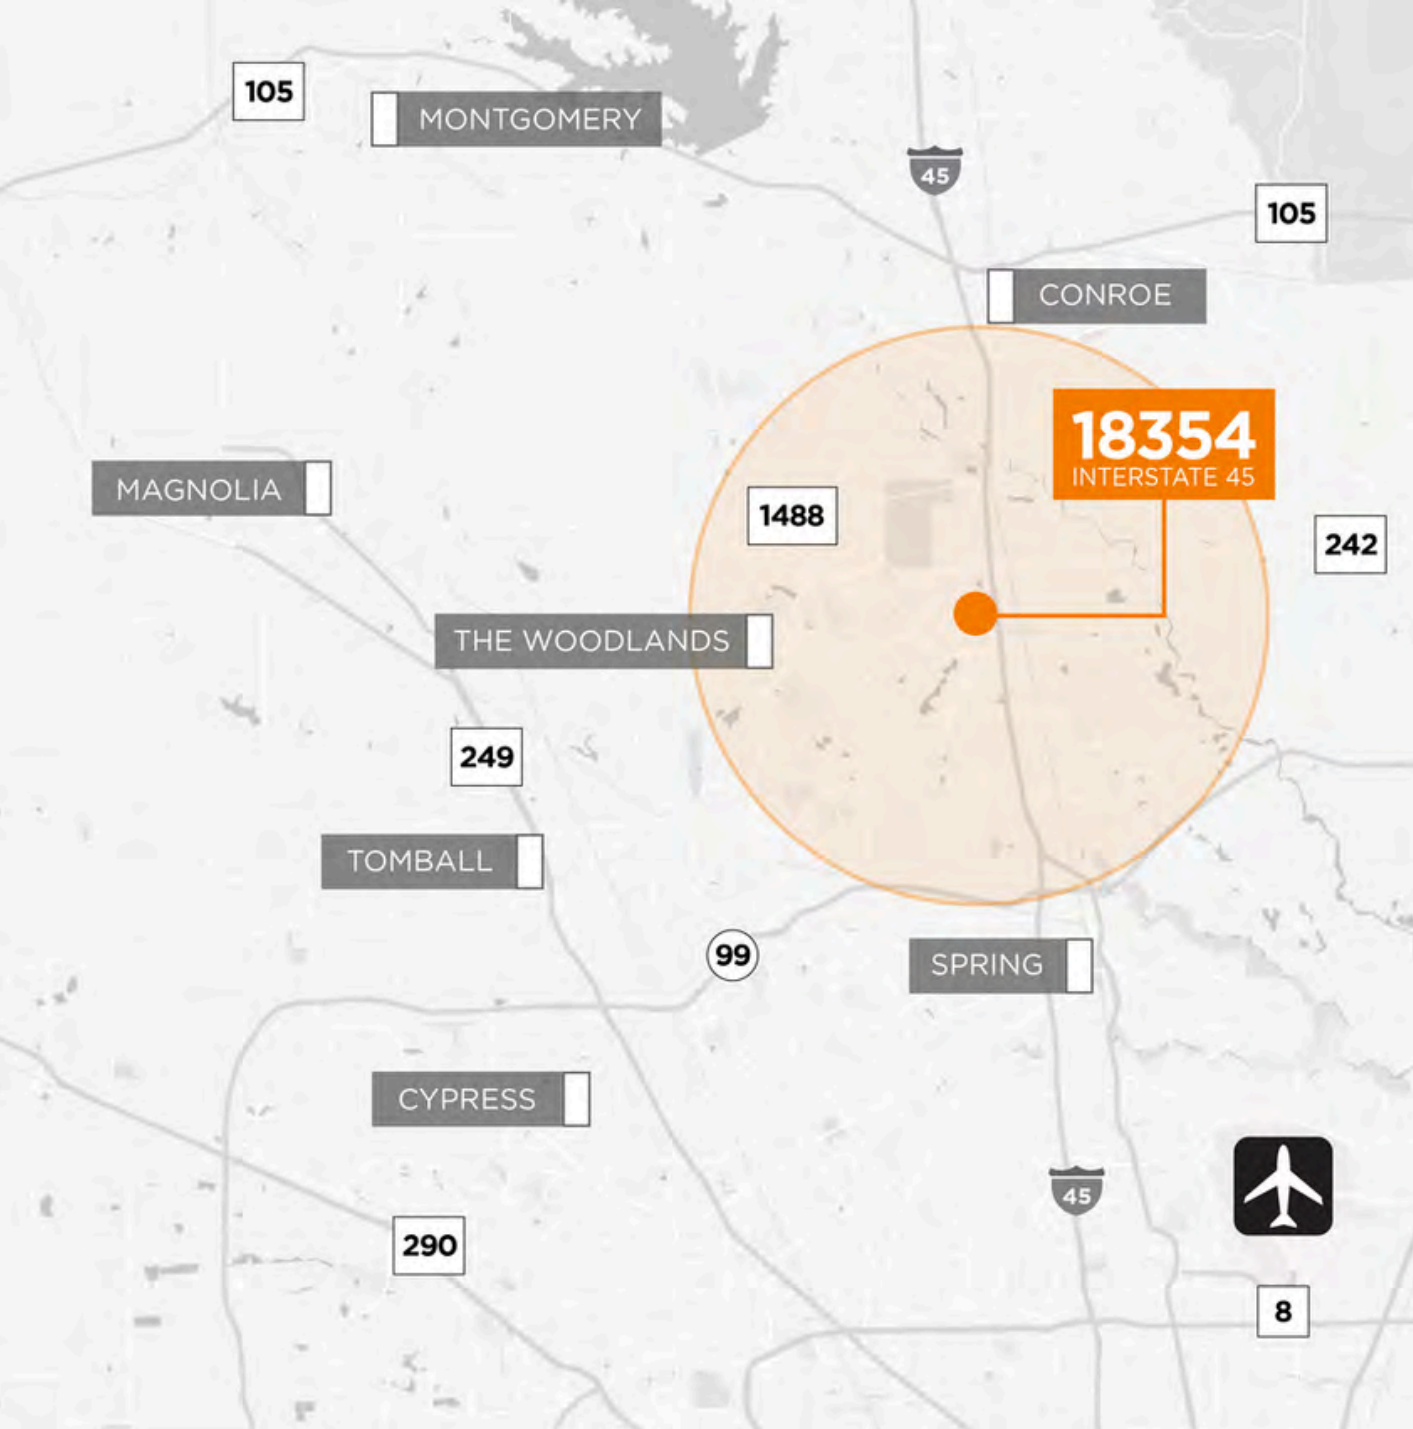 105
MONTGOMERY
45
105
CONROE
18354
INTERSTATE 45
MAGNOLIA
1488
242
THE WOODLANDS
249
TOMBALL
99
SPRING
CYPRESS
45
290
8